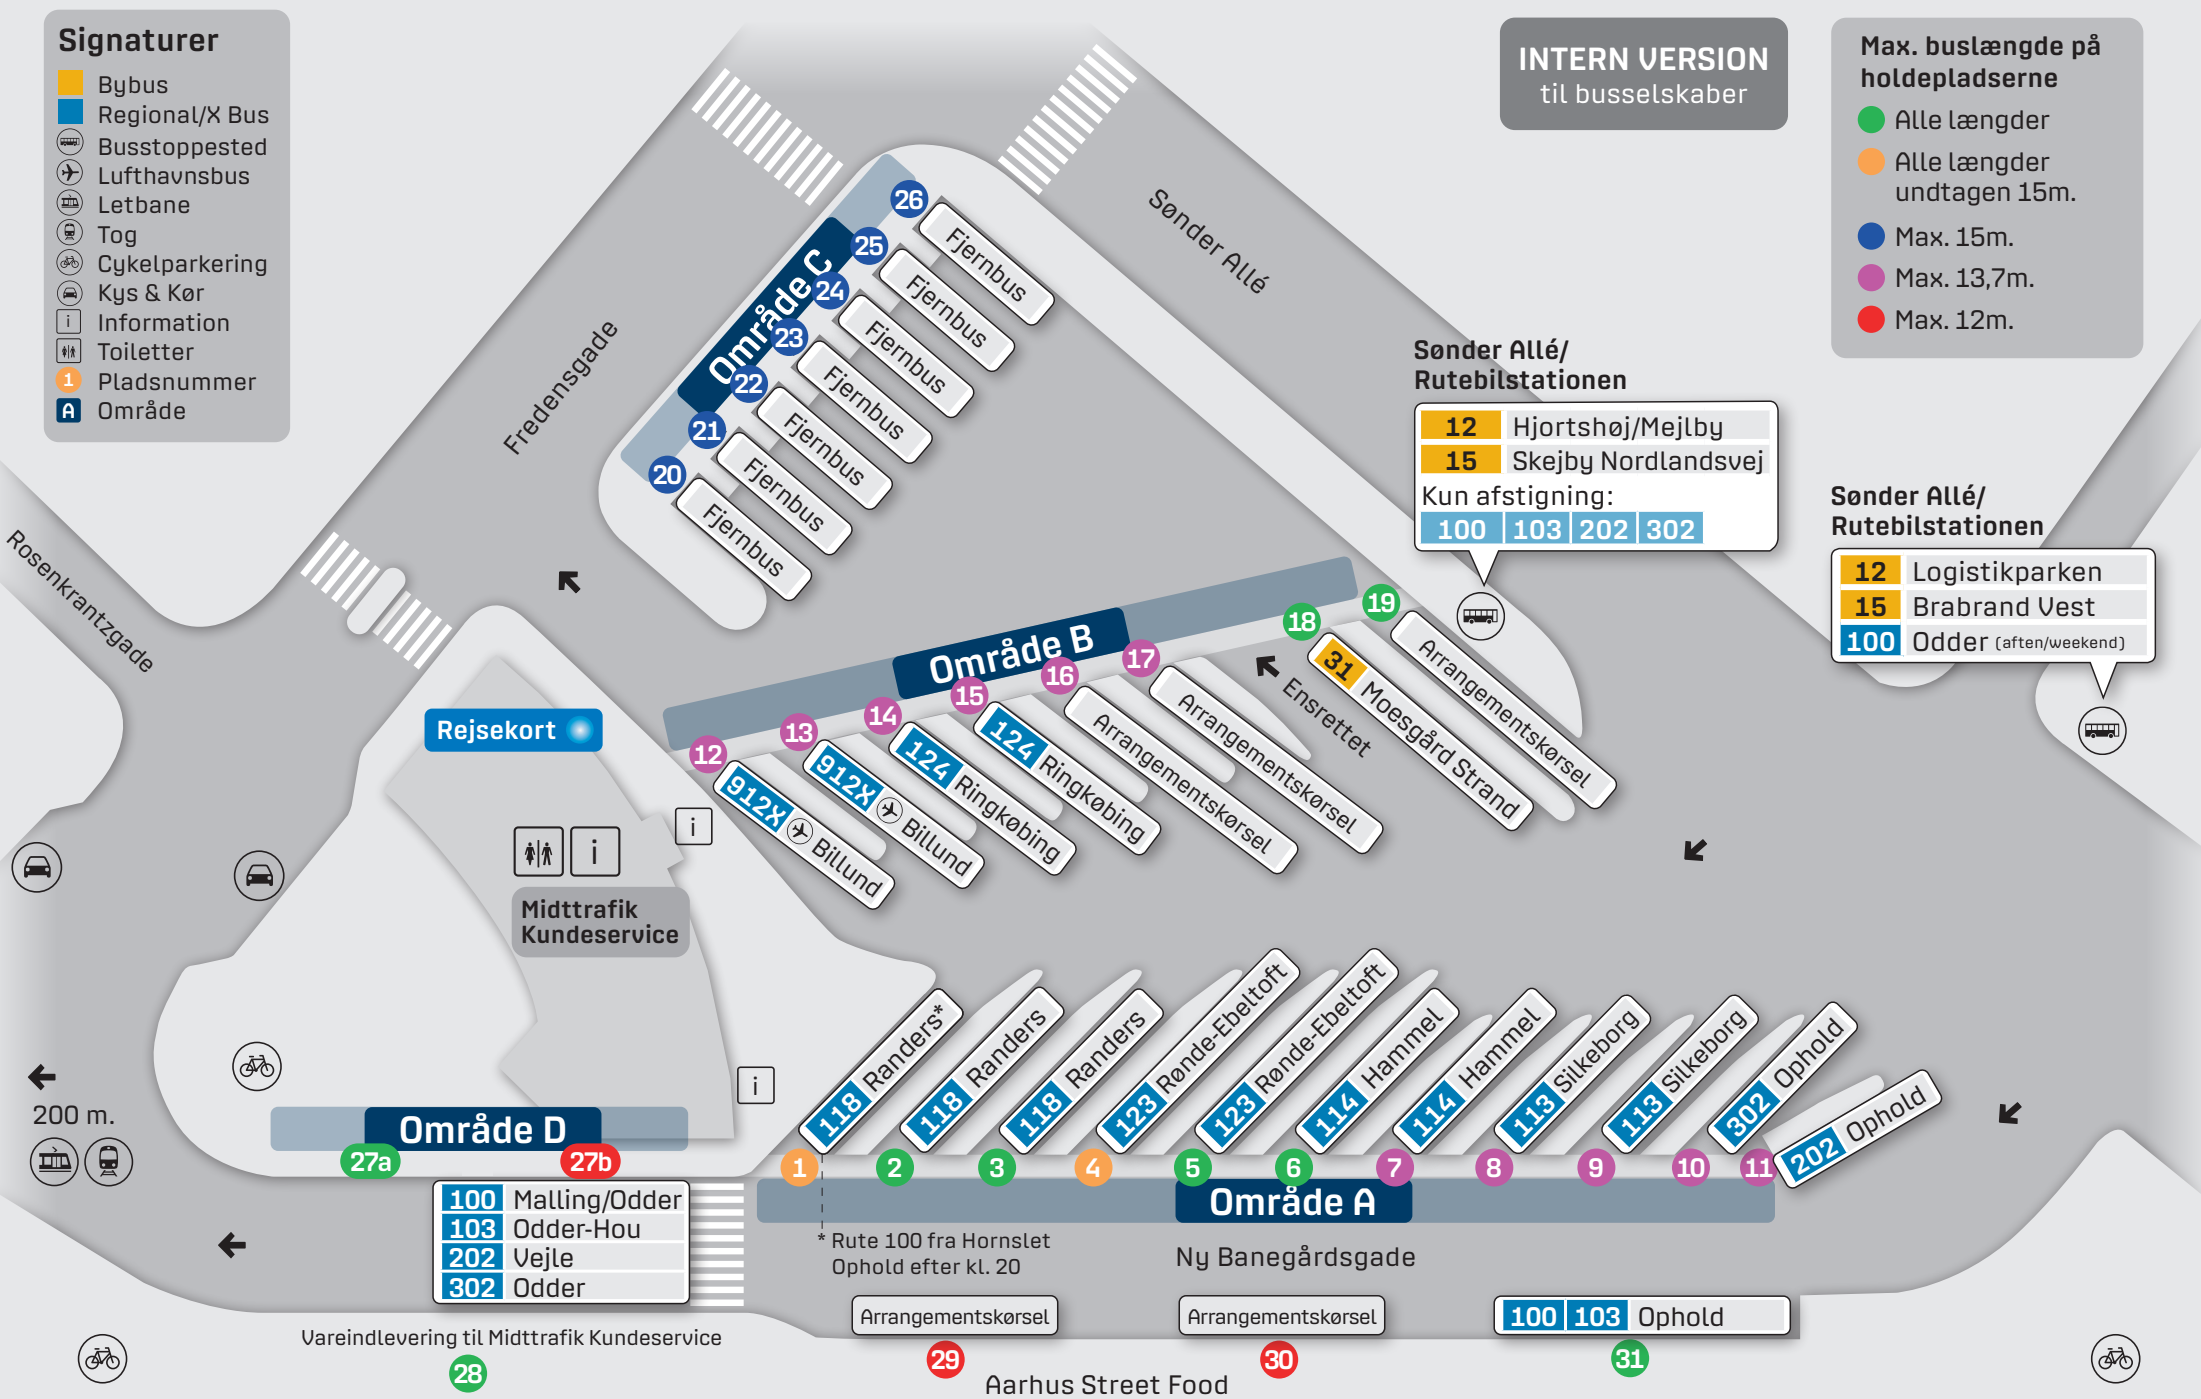 Signaturer
Bybus
Regional/X Bus
Busstoppested
Lufthavnsbus
Letbane
Tog
Cykelparkering
Kys & Kør
i Information
Toiletter
1 Pladsnummer
A Område
INTERN VERSION
til busselskaber
Max. buslængde på
holdepladserne
Alle længder
Alle længder
undtagen 15m.
Max. 15m.
Max. 13,7m.
Max. 12m.
Fredensgade
Sønder Allé
Rosenkrantzgade
Område C
26 Fjernbus
25 Fjernbus
24 Fjernbus
23 Fjernbus
22 Fjernbus
21 Fjernbus
20 Fjernbus
Sønder Allé/
Rutebilstationen
12 Hjortshøj/Mejlby
15 Skejby Nordlandsvej
Kun afstigning:
100 103 202 302
Sønder Allé/
Rutebilstationen
12 Logistikparken
15 Brabrand Vest
100 Odder (aften/weekend)
Område B
12 912X Billund
13 912X Billund
14 124 Ringkøbing
15 124 Ringkøbing
16 Arrangementskørsel
17 Arrangementskørsel
Ensrettet
18 31 Moesgård Strand
19 Arrangementskørsel
Rejsekort
i
i
Midttrafik
Kundeservice
i
200 m.
Område D
27a
27b
100 Malling/Odder
103 Odder-Hou
202 Vejle
302 Odder
Vareindlevering til Midttrafik Kundeservice
28
118 Randers*
118 Randers
118 Randers
123 Rønde-Ebeltoft
123 Rønde-Ebeltoft
114 Hammel
114 Hammel
113 Silkeborg
113 Silkeborg
302 Ophold
202 Ophold
1 2 3 4 5 6 7 8 9 10 11
Område A
* Rute 100 fra Hornslet
Ophold efter kl. 20
Ny Banegårdsgade
Arrangementskørsel
29
Arrangementskørsel
30
100 103 Ophold
31
Aarhus Street Food